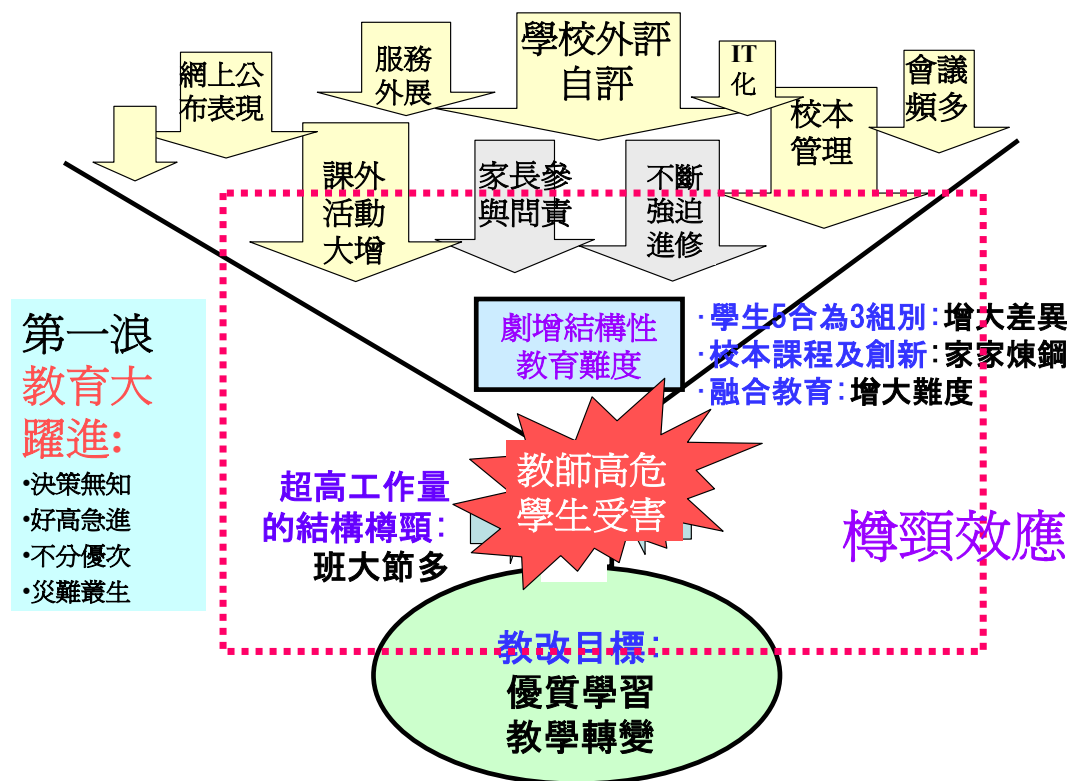 網上公
布表現
服務
外展
學校外評
自評
IT
化
校本
管理
會議
頻多
課外
活動
大增
家長參
與問責
不斷
強迫
進修
第一浪
教育大
躍進:
•決策無知
•好高急進
•不分優次
•災難叢生
劇增結構性
教育難度
·學生5合為3組別:增大差異
·校本課程及創新:家家煉鋼
·融合教育:增大難度
教師高危
學生受害
超高工作量
的結構樽頸:
班大節多
樽頸效應
教改目標:
優質學習
教學轉變